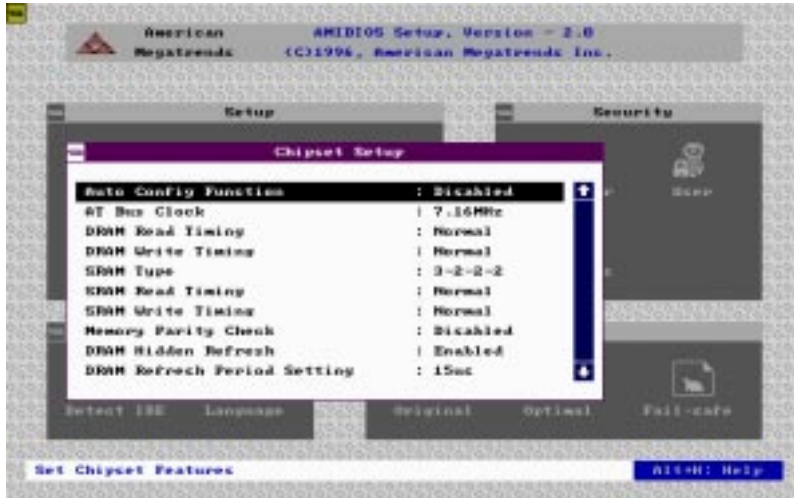 American Megatrends
AMIBIOS Setup, Version - 2.0
(C)1996, American Megatrends Inc.
Setup
Security
Chipset Setup
Auto Config Function : Disabled
AT Bus Clock : 7.16MHz
DRAM Read Timing : Normal
DRAM Write Timing : Normal
SRAM Type : 3-2-2-2
SRAM Read Timing : Normal
SRAM Write Timing : Normal
Memory Parity Check : Disabled
DRAM Hidden Refresh : Enabled
DRAM Refresh Period Setting : 15us
User
Detect IDE
Language
Original
Optimal
Fail-safe
Set Chipset Features
Alt+H: Help